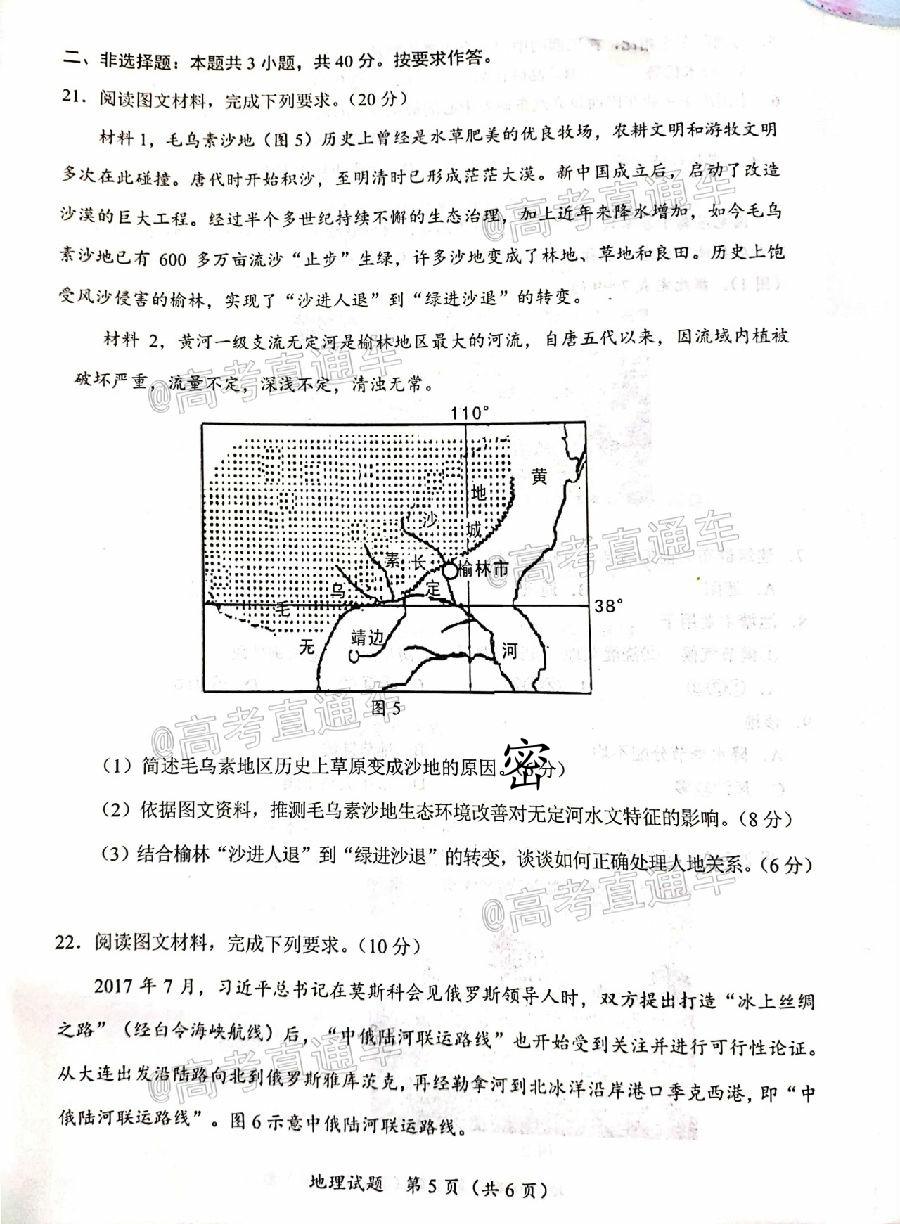 二、非选择题：本题共3小题，共40分。按要求作答。
21．阅读图文材料，完成下列要求。（20分）
材料1，毛乌素沙地（图5）历史上曾经是水草肥美的优良牧场，农耕文明和游牧文明
多次在此碰撞。唐代时开始积沙，至明清时已形成茫茫大漠。新中国成立后，启动了改造
沙漠的巨大工程。经过半个多世纪持续不懈的生态治理，加上近年来降水增加，如今毛乌
素沙地已有 600 多万亩流沙“止步”生绿，许多沙地变成了林地、草地和良田。历史上饱
受风沙侵害的榆林，实现了“沙进人退”到“绿进沙退”的转变。
材料 2，黄河一级支流无定河是榆林地区最大的河流，自唐五代以来，因流域内植被
破坏严重，流量不定，深浅不定，清浊无常。
@高考直通车
110°
黄
地
沙
城
素
长
榆林市
乌
定
毛
38°
无
靖边
河
图5
（1）简述毛乌素地区历史上草原变成沙地的原因。密分）
（2）依据图文资料，推测毛乌素沙地生态环境改善对无定河水文特征的影响。（8分）
（3）结合榆林“沙进人退”到“绿进沙退”的转变，谈谈如何正确处理人地关系。（6分）
@高考直通车
22．阅读图文材料，完成下列要求。（10分）
2017年7月，习近平总书记在莫斯科会见俄罗斯领导人时，双方提出打造“冰上丝绸
之路”（经白令海峡航线）后，“中俄陆河联运路线”也开始受到关注并进行可行性论证。
从大连出发沿陆路向北到俄罗斯雅库茨克，再经勒拿河到北冰洋沿岸港口季克西港，即“中
俄陆河联运路线”。图6示意中俄陆河联运路线。
地理试题 第5页（共6页）